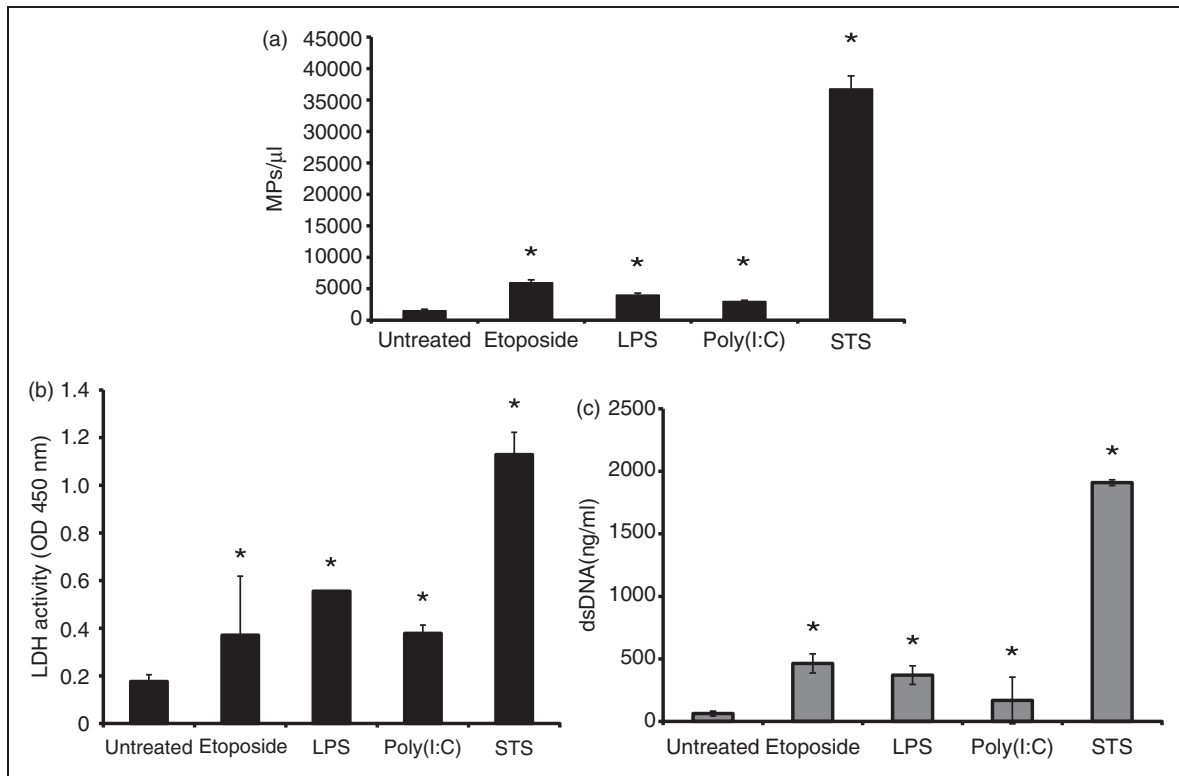 (a)
45000
40000
35000
30000
25000
20000
15000
10000
5000
0
MPs/µl
* * * *
Untreated Etoposide LPS Poly(I:C) STS
(b)
1.4
1.2
1.0
0.8
0.6
0.4
0.2
0
LDH activity (OD 450 nm)
* * * *
Untreated Etoposide LPS Poly(I:C) STS
(c)
2500
2000
1500
1000
500
0
dsDNA(ng/ml)
* * * *
Untreated Etoposide LPS Poly(I:C) STS